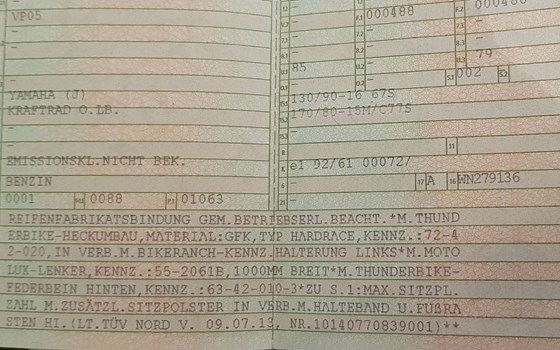 VP05
000488
000488
85
79
002
YAMAHA (J)
130/90-16 67S
KRAFTRAD O.LB.
170/80-15M/C77S
EMISSIONSKL.NICHT BEK.
e1 92/61 00072/
BENZIN
A WN279136
0001 0088 01063
REIFENFABRIKATSBINDUNG GEM.BETRIEBSERL.BEACHT.*M.THUND
ERBIKE-HECKUMBAU,MATERIAL:GFK,TYP HARDRACE,KENNZ.:72-4
2-020,IN VERB.M.BIKERANCH-KENNZ.HALTERUNG LINKS*M.MOTO
LUX-LENKER,KENNZ.:55-2061B,1000MM BREIT*M.THUNDERBIKE-
FEDERBEIN HINTEN,KENNZ.:63-42-010-3*ZU S.1:MAX.SITZPL.
ZAHL M.ZUSÄTZL.SITZPOLSTER IN VERB.M.HALTEBAND U.FUßRA
STEN HI.(LT.TÜV NORD V. 09.07.13, NR.10140770839001)**